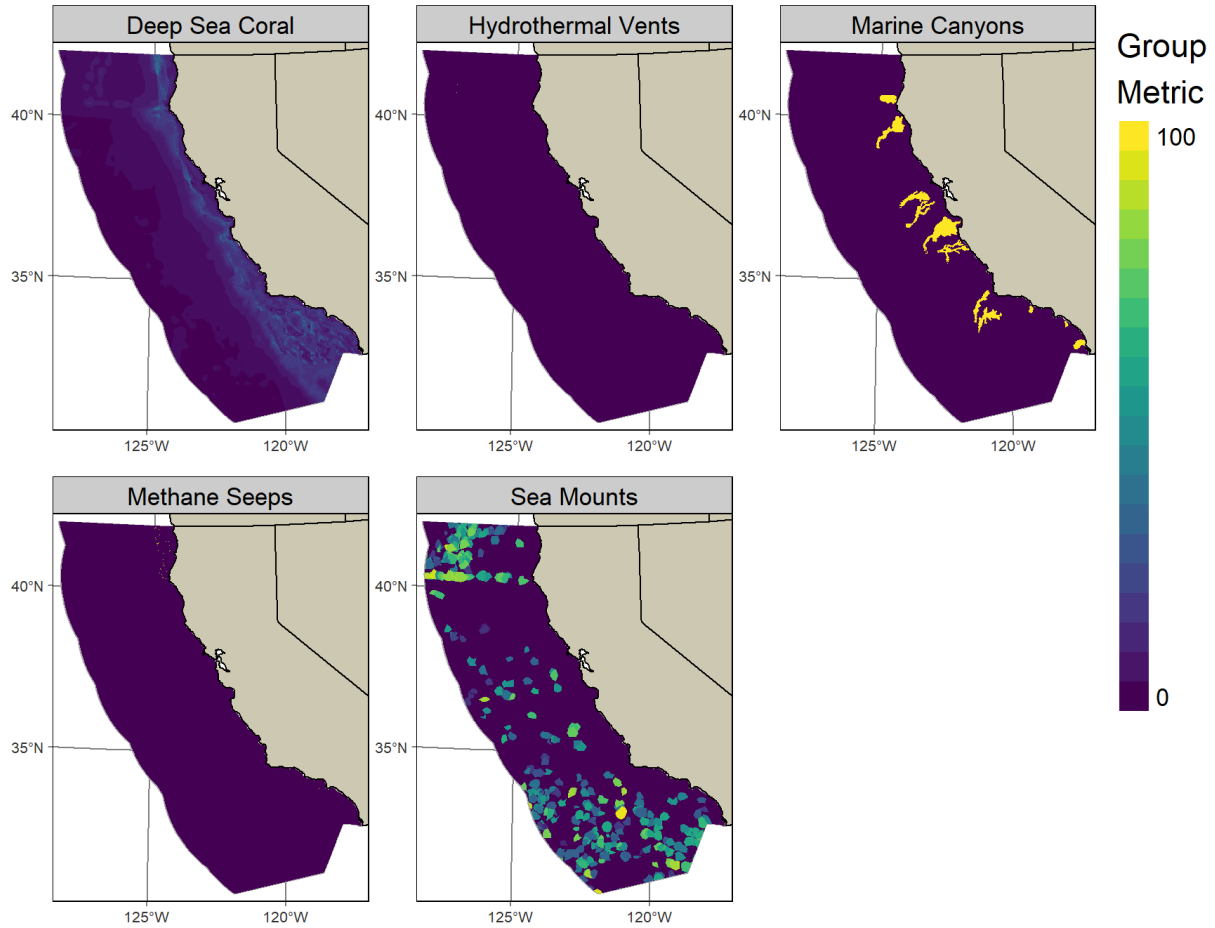 Deep Sea Coral
Hydrothermal Vents
Marine Canyons
Group
Metric
100
0
40°N
35°N
125°W
120°W
40°N
35°N
125°W
120°W
40°N
35°N
125°W
120°W
Methane Seeps
Sea Mounts
40°N
35°N
125°W
120°W
40°N
35°N
125°W
120°W